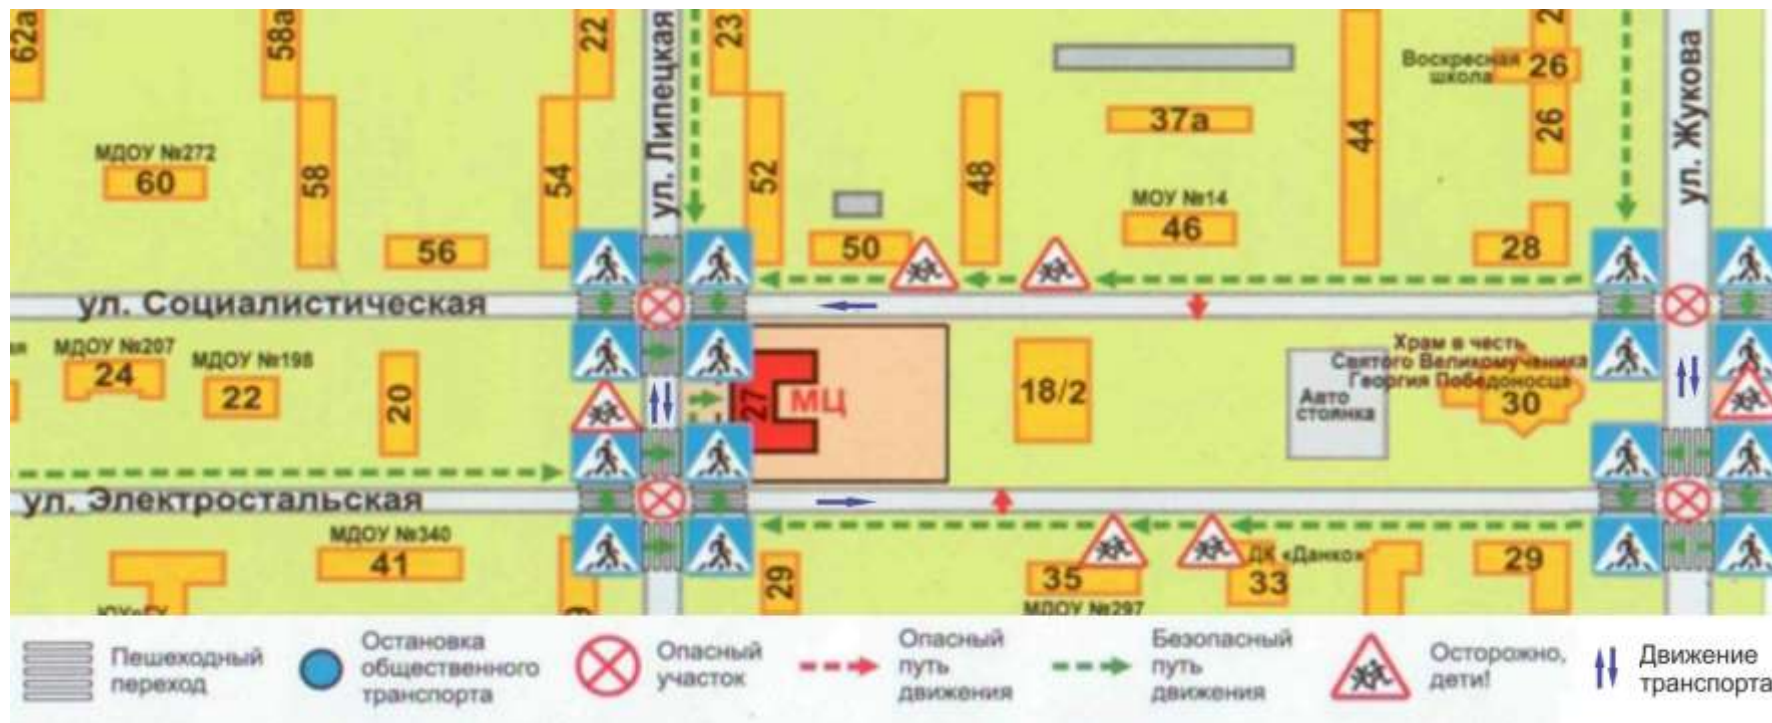 62а
58а
22
ул. Липецкая
23
44
Воскресная
школа
26
ул. Жукова
МДОУ №272
60
58
54
52
48
37а
26
МОУ №14
46
56
50
28
ул. Социалистическая
МДОУ №207
24
МДОУ №198
22
20
27
МЦ
18/2
Храм в честь
Святого Великомученика
Георгия Победоносца
30
Авто
стоянка
ул. Электростальская
МДОУ №340
41
29
35
МДОУ №297
ДК «Данко»
33
29
ЮУрГУ
Пешеходный
переход
Остановка
общественного
транспорта
Опасный
участок
Опасный
путь
движения
Безопасный
путь
движения
Осторожно,
дети!
Движение
транспорта